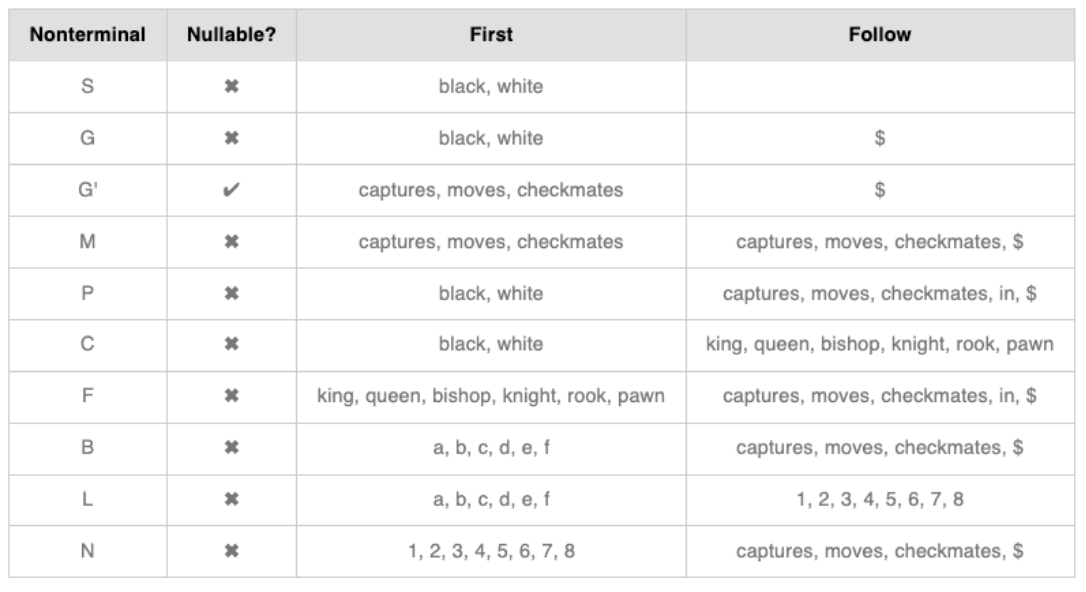 Nonterminal Nullable? First Follow
S ✖ black, white
G ✖ black, white $
G' ✔ captures, moves, checkmates $
M ✖ captures, moves, checkmates captures, moves, checkmates, $
P ✖ black, white captures, moves, checkmates, in, $
C ✖ black, white king, queen, bishop, knight, rook, pawn
F ✖ king, queen, bishop, knight, rook, pawn captures, moves, checkmates, in, $
B ✖ a, b, c, d, e, f captures, moves, checkmates, $
L ✖ a, b, c, d, e, f 1, 2, 3, 4, 5, 6, 7, 8
N ✖ 1, 2, 3, 4, 5, 6, 7, 8 captures, moves, checkmates, $